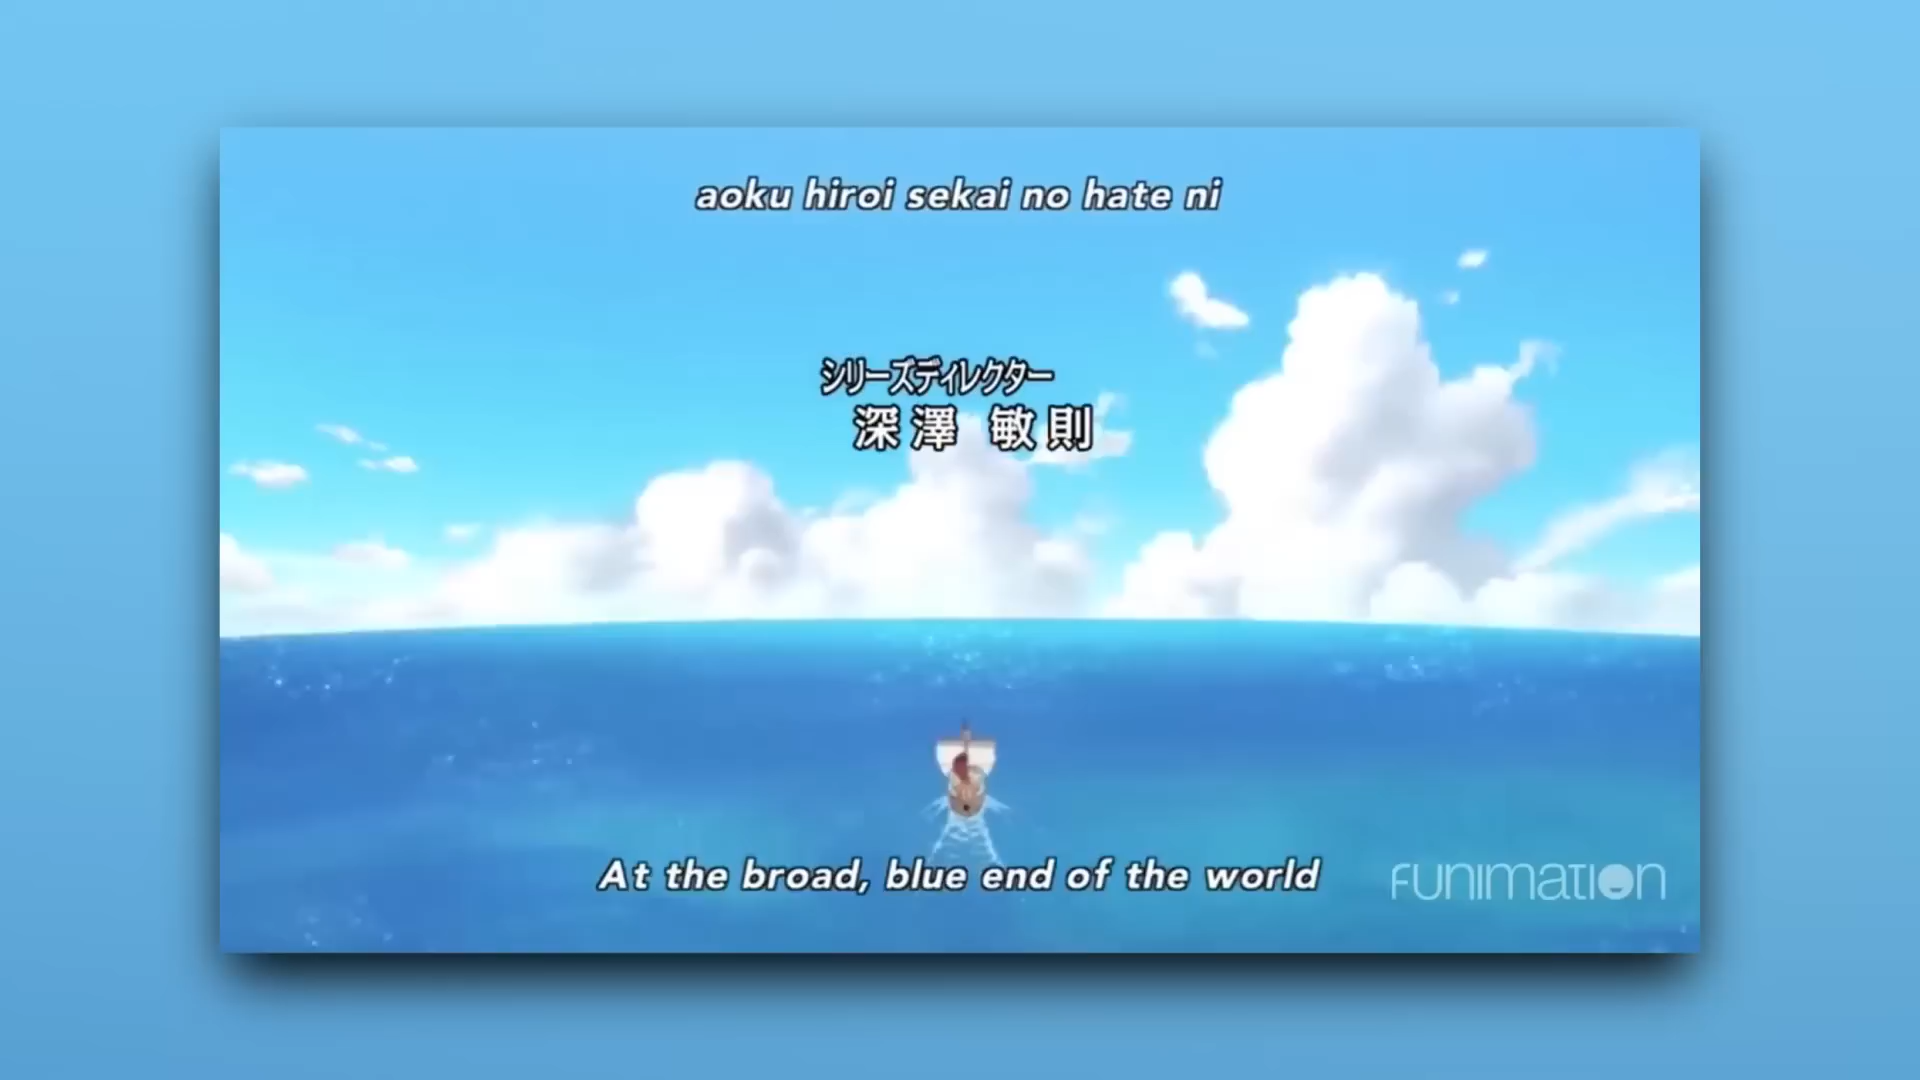 aoku hiroi sekai no hate ni
シリーズディレクター
深澤 敏則
At the broad, blue end of the world
FUNIMATION